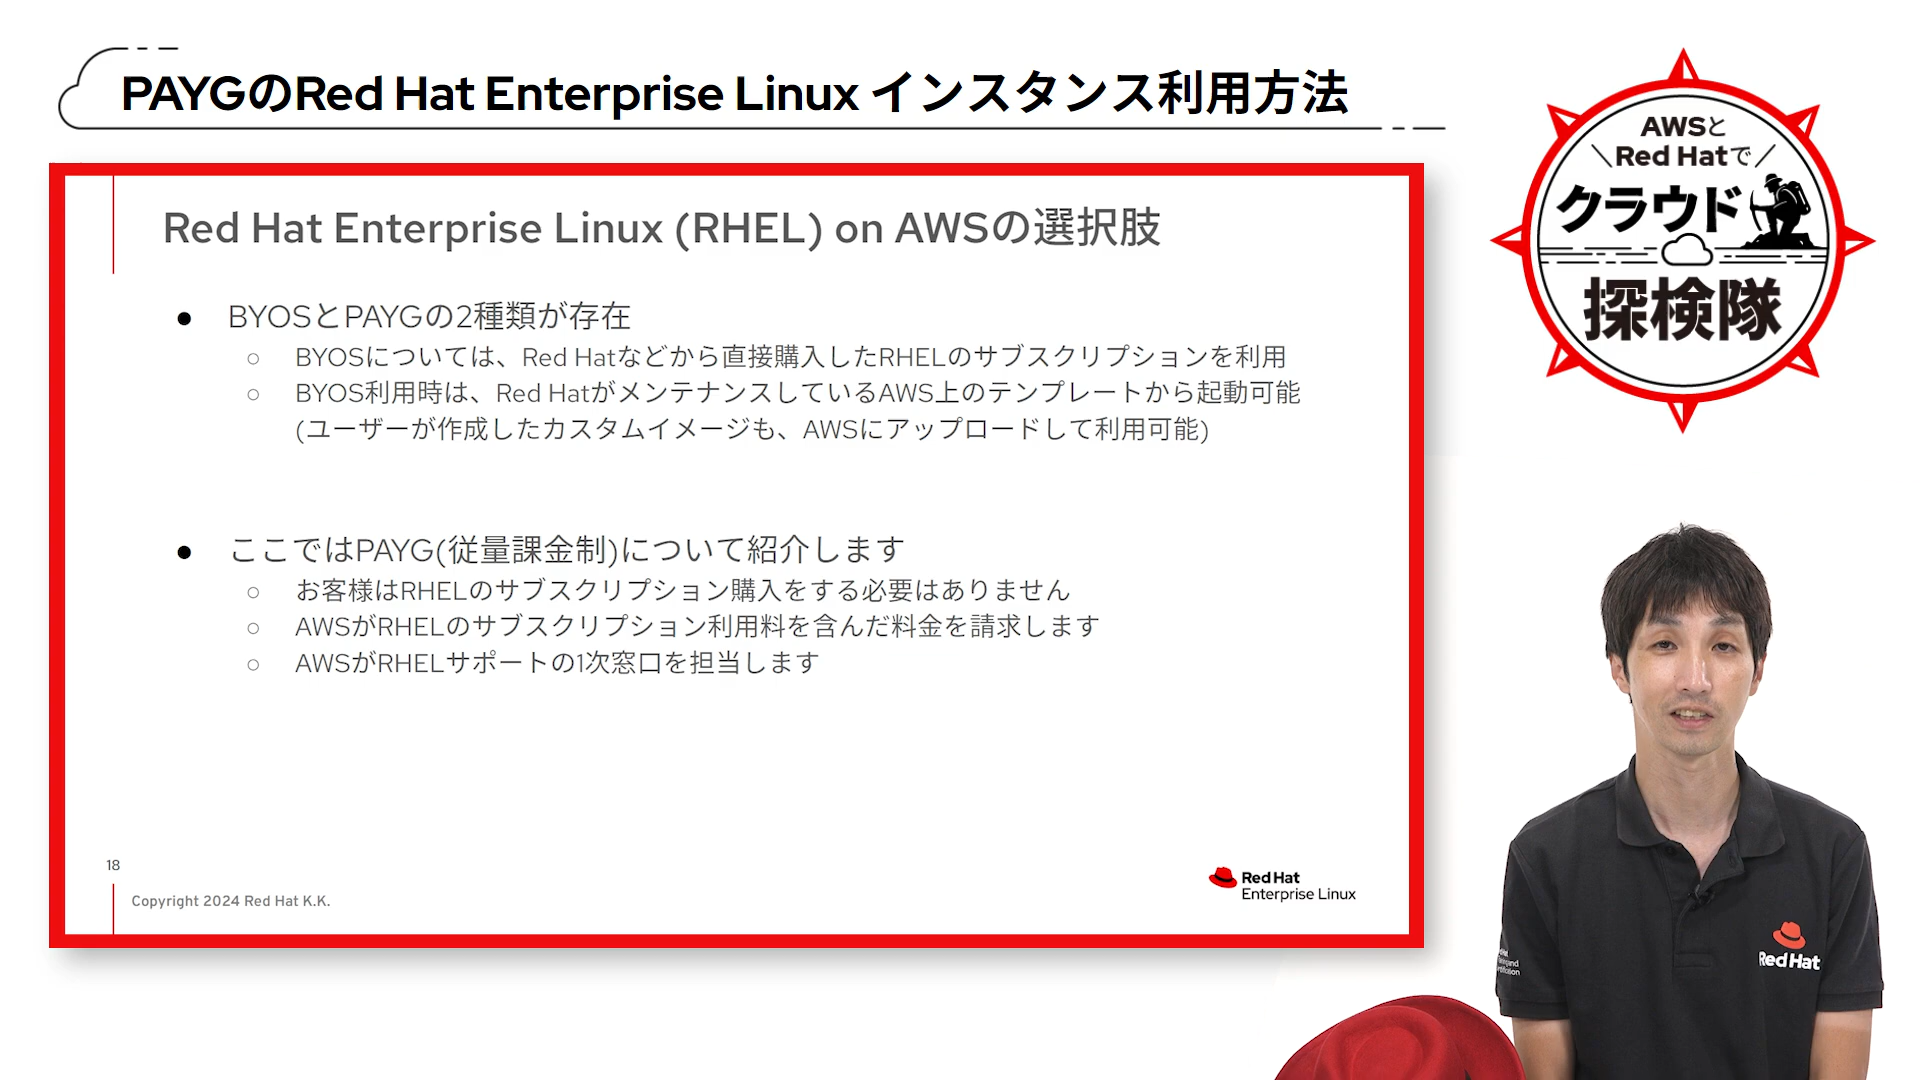 PAYGのRed Hat Enterprise Linux インスタンス利用方法
AWSと
＼Red Hatで／
クラウド
探検隊
Red Hat Enterprise Linux (RHEL) on AWSの選択肢
● BYOSとPAYGの2種類が存在
○ BYOSについては、Red Hatなどから直接購入したRHELのサブスクリプションを利用
○ BYOS利用時は、Red HatがメンテナンスしているAWS上のテンプレートから起動可能
(ユーザーが作成したカスタムイメージも、AWSにアップロードして利用可能)
● ここではPAYG(従量課金制)について紹介します
○ お客様はRHELのサブスクリプション購入をする必要はありません
○ AWSがRHELのサブスクリプション利用料を含んだ料金を請求します
○ AWSがRHELサポートの1次窓口を担当します
18
Copyright 2024 Red Hat K.K.
Red Hat
Enterprise Linux
Red Hat